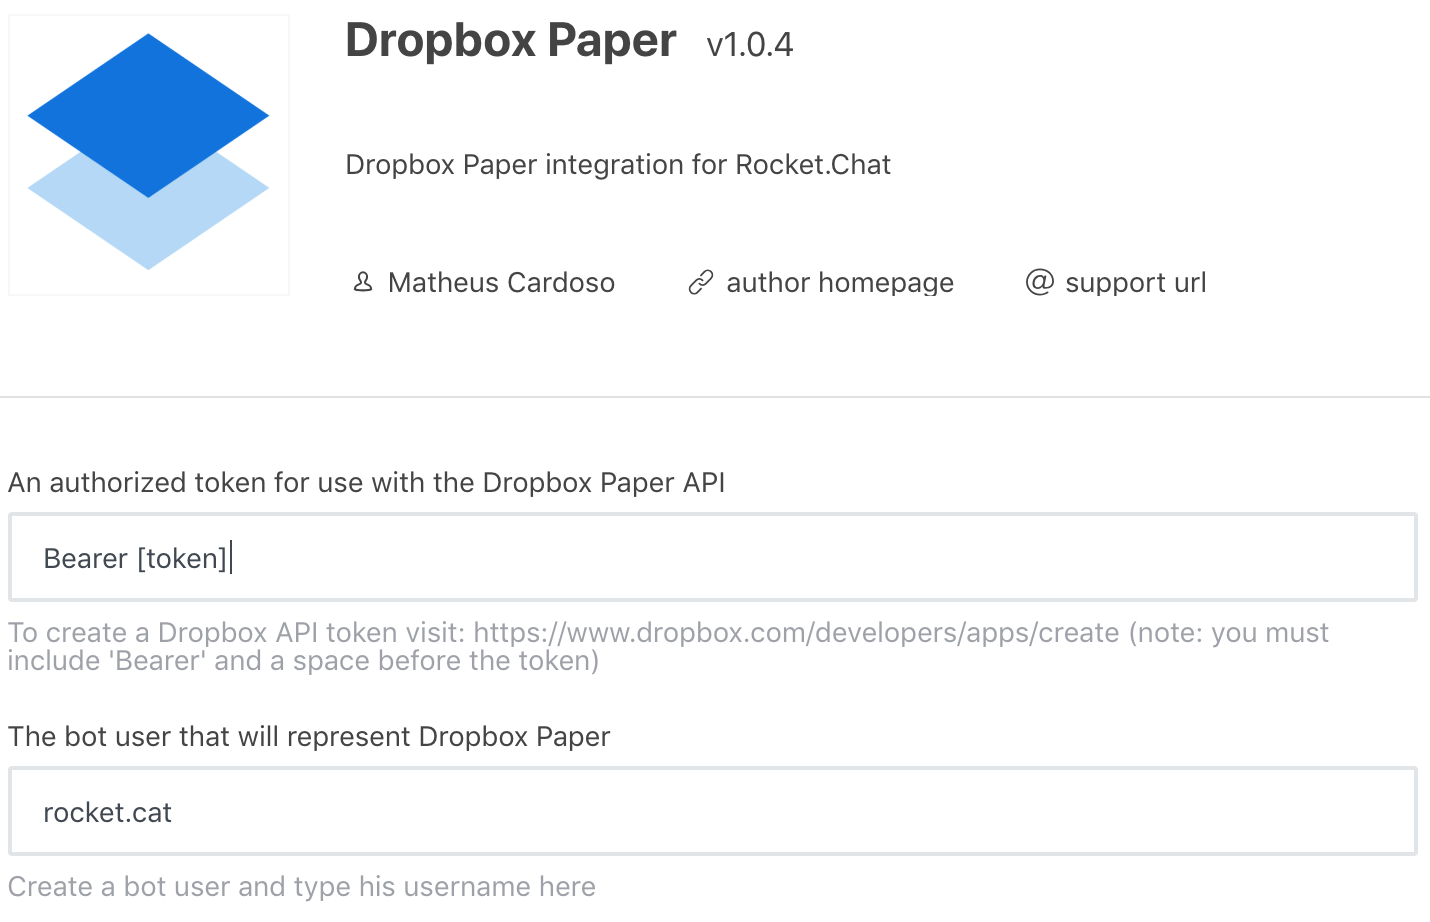 Dropbox Paper v1.0.4
Dropbox Paper integration for Rocket.Chat
Matheus Cardoso author homepage @ support url
An authorized token for use with the Dropbox Paper API
Bearer [token]
To create a Dropbox API token visit: https://www.dropbox.com/developers/apps/create (note: you must
include 'Bearer' and a space before the token)
The bot user that will represent Dropbox Paper
rocket.cat
Create a bot user and type his username here